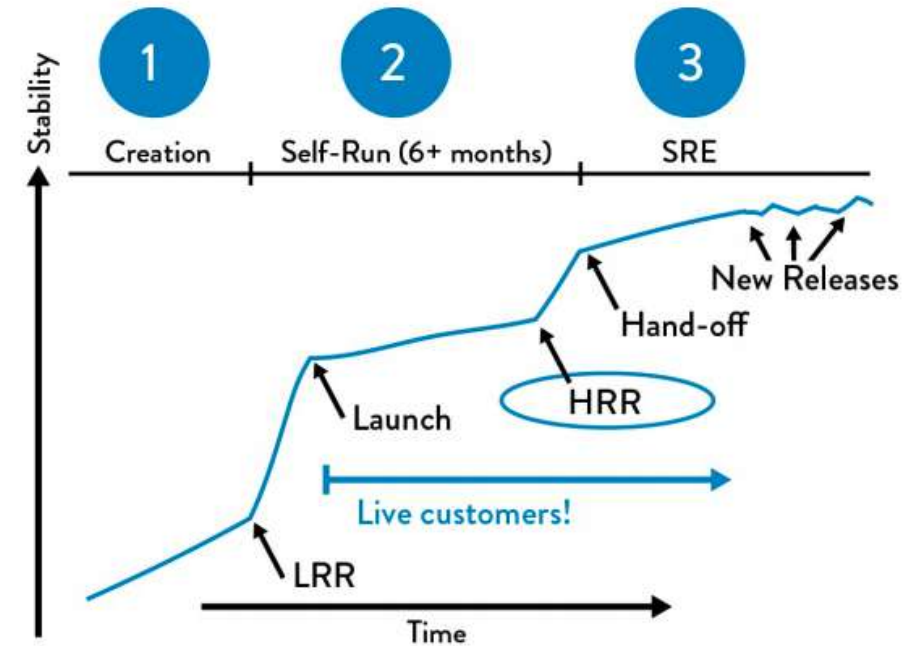 1
2
3
Stability
Creation
Self-Run (6+ months)
SRE
New Releases
Hand-off
HRR
Launch
Live customers!
LRR
Time